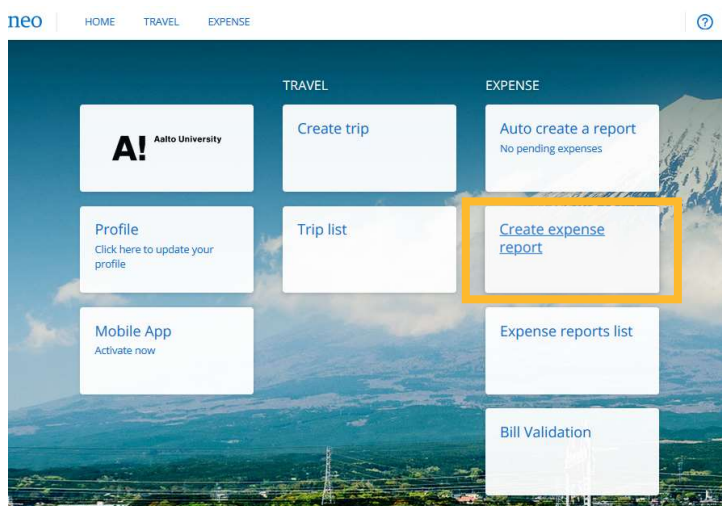 neo HOME TRAVEL EXPENSE ?
TRAVEL EXPENSE
A! Aalto University
Create trip
Auto create a report
No pending expenses
Profile
Click here to update your
profile
Trip list
Create expense
report
Mobile App
Activate now
Expense reports list
Bill Validation